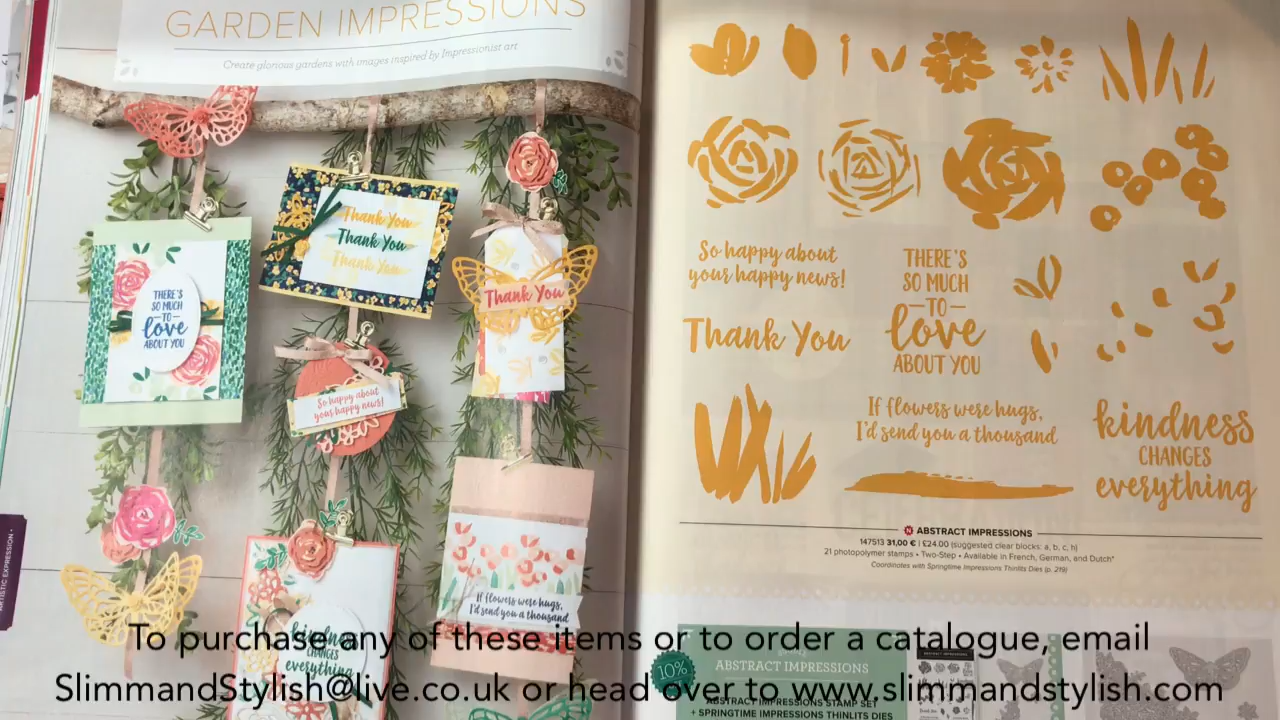 GARDEN IMPRESSIONS
Create glorious gardens with images inspired by Impressionist art
THERE'S
SO MUCH
TO
love
ABOUT YOU
Thank You
Thank You
Thank You
Thank You
So happy about
your happy news!
If flowers were hugs,
I'd send you a thousand
kindness
CHANGES
everything
ARTISTIC EXPRESSION •
So happy about
your happy news!
THERE'S
SO MUCH
—TO—
love
ABOUT YOU
Thank You
If flowers were hugs,
I'd send you a thousand
kindness
CHANGES
everything
N ABSTRACT IMPRESSIONS
147513 31,00 € | £24.00 (suggested clear blocks: a, b, c, h)
21 photopolymer stamps • Two-Step • Available in French, German, and Dutch*
Coordinates with Springtime Impressions Thinlits Dies (p. 219)
10%
ABSTRACT IMPRESSIONS
ABSTRACT IMPRESSIONS STAMP SET
+ SPRINGTIME IMPRESSIONS THINLITS DIES
To purchase any of these items or to order a catalogue, email
SlimmandStylish@live.co.uk or head over to www.slimmandstylish.com